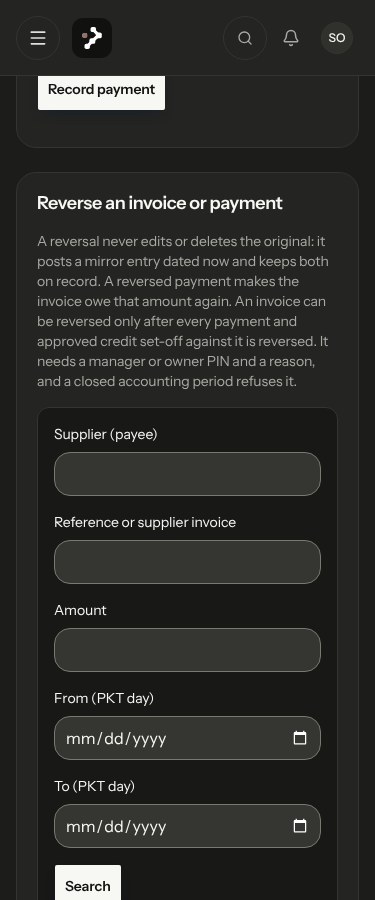 SO
Record payment
Reverse an invoice or payment
A reversal never edits or deletes the original: it
posts a mirror entry dated now and keeps both
on record. A reversed payment makes the
invoice owe that amount again. An invoice can
be reversed only after every payment and
approved credit set-off against it is reversed. It
needs a manager or owner PIN and a reason,
and a closed accounting period refuses it.
Supplier (payee)
Reference or supplier invoice
Amount
From (PKT day)
mm/dd/yyyy
To (PKT day)
mm/dd/yyyy
Search